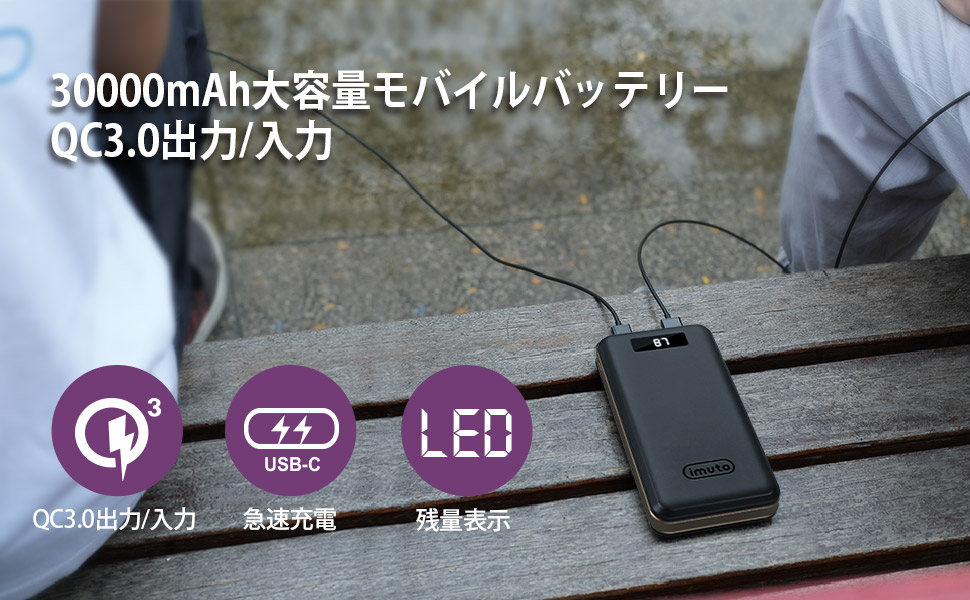 30000mAh大容量モバイルバッテリー
QC3.0出力/入力
87
imuto
3
USB-C
LED
QC3.0出力/入力
急速充電
残量表示